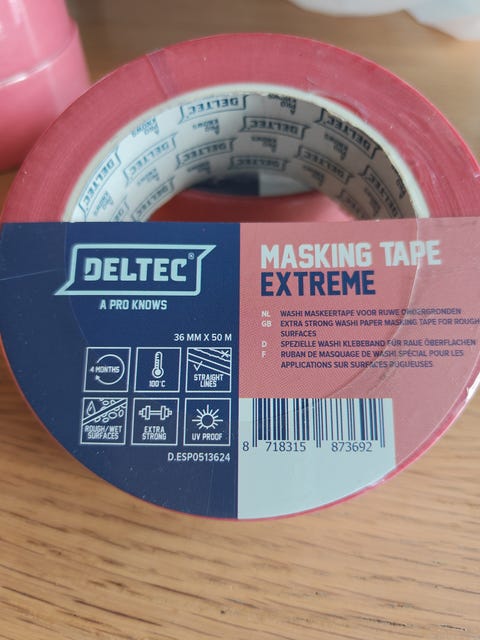 DELTEC
A PRO KNOWS
DELTEC®
A PRO KNOWS
36 MM X 50 M
4 MONTHS
100°C
STRAIGHT
LINES
ROUGH/WET
SURFACES
EXTRA
STRONG
UV PROOF
D.ESP0513624
MASKING TAPE
EXTREME
NL WASHI MASKEERTAPE VOOR RUWE ONDERGRONDEN
GB EXTRA STRONG WASHI PAPER MASKING TAPE FOR ROUGH
SURFACES
D SPEZIELLE WASHI KLEBEBAND FÜR RAUE OBERFLÄCHEN
F RUBAN DE MASQUAGE DE WASHI SPÉCIAL POUR LES
APPLICATIONS SUR SURFACES RUGUEUSES
8 718315 873692